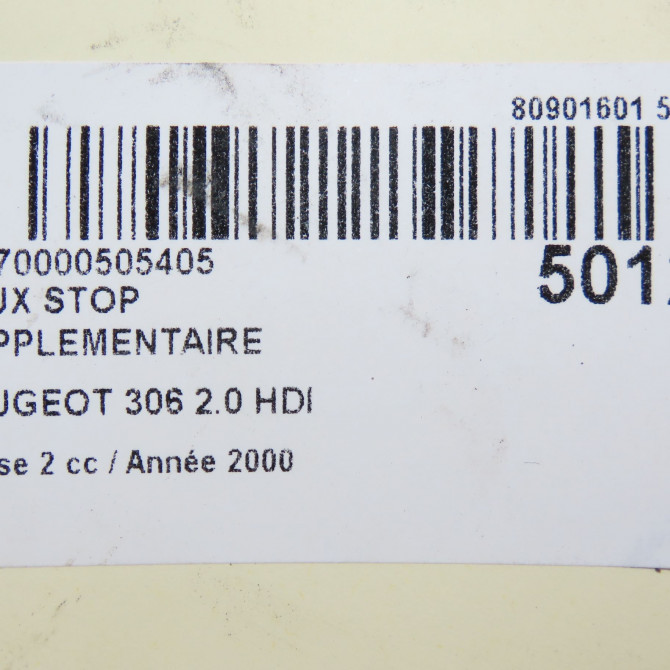 80901601 5
70000505405
501
UX STOP
PPLEMENTAIRE
UGEOT 306 2.0 HDI
se 2 cc / Année 2000